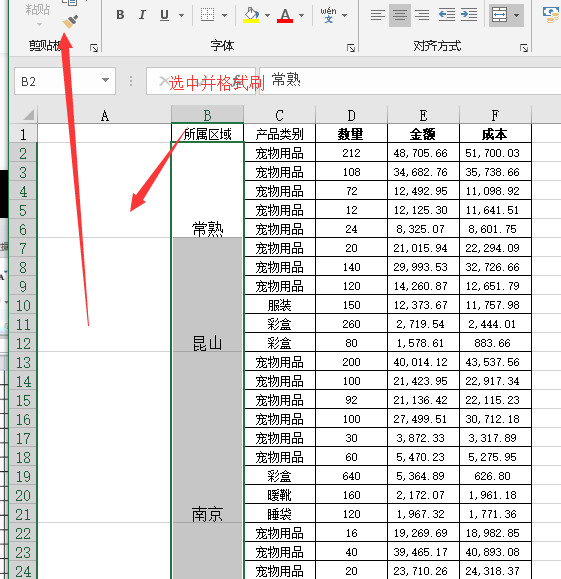 粘贴
B I U A wén
剪贴板 字体 对齐方式
B2 选中并格式刷 常熟
A B C D E F
1 所属区域 产品类别 数量 金额 成本
2 宠物用品 212 48,705.66 51,700.03
3 宠物用品 108 34,682.76 35,738.66
4 宠物用品 72 12,492.95 11,098.92
5 宠物用品 12 12,125.30 11,641.51
6 常熟 宠物用品 24 8,325.07 8,601.75
7 宠物用品 20 21,015.94 22,294.09
8 宠物用品 140 29,993.53 32,726.66
9 宠物用品 120 14,260.87 12,651.79
10 服装 150 12,373.67 11,757.98
11 彩盒 260 2,719.54 2,444.01
12 昆山 彩盒 80 1,578.61 883.66
13 宠物用品 200 40,014.12 43,537.56
14 宠物用品 100 21,423.95 22,917.34
15 宠物用品 92 21,136.42 22,115.23
16 宠物用品 100 27,499.51 30,712.18
17 宠物用品 30 3,872.33 3,317.89
18 宠物用品 60 5,470.23 5,275.95
19 彩盒 640 5,364.89 626.80
20 暖靴 160 2,172.07 1,961.18
21 南京 睡袋 120 1,967.32 1,771.36
22 宠物用品 16 19,269.69 18,982.85
23 宠物用品 40 39,465.17 40,893.08
24 宠物用品 20 23,710.26 24,318.37